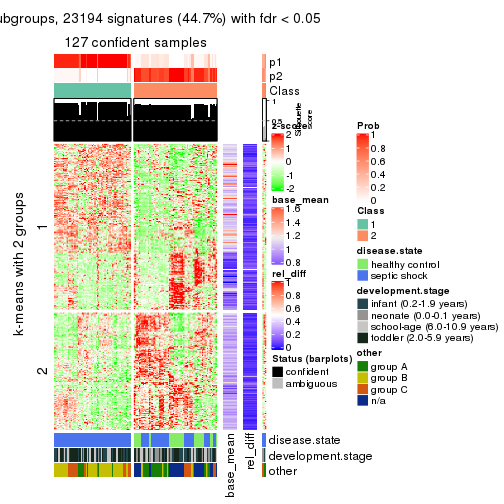 ubgroups, 23194 signatures (44.7%) with fdr < 0.05
127 confident samples
p1
p2
Class
1
0.5
0
Silhouette
score
k-means with 2 groups
1
2
z-score
2
1
0
-1
-2
base_mean
1.6
1.4
1.2
1
0.8
rel_diff
1
0.8
0.6
0.4
0.2
0
Status (barplots)
confident
ambiguous
Prob
1
0.8
0.6
0.4
0.2
0
Class
1
2
disease.state
healthy control
septic shock
development.stage
infant (0.2-1.9 years)
neonate (0.0-0.1 years)
school-age (6.0-10.9 years)
toddler (2.0-5.9 years)
other
group A
group B
group C
n/a
disease.state
development.stage
other
base_mean
rel_diff